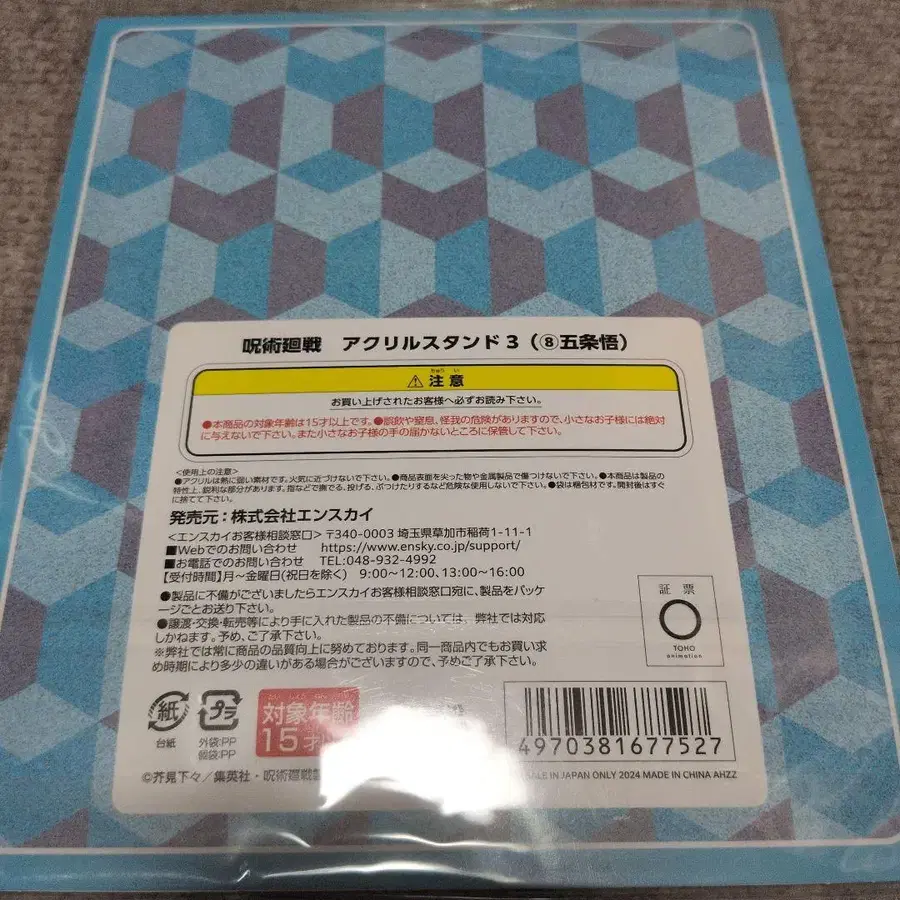 呪術廻戦 アクリルスタンド3(⑧五条悟)
ちゅう い
⚠注意
お買い上げされたお客様へ必ずお読み下さい。
●本商品の対象年齢は15才以上です。●誤飲や窒息、怪我の危険がありますので、小さなお子様には絶対
に与えないで下さい。また小さなお子様の手の届かないところに保管して下さい。
<使用上の注意>
●アクリルは熱に弱い素材です。火気に近づけないで下さい。●商品表面を尖った物や金属製品で傷つけないで下さい。●本商品は製品の
特性上、鋭利な部分があります。指などで撫でる、投げる、ぶつけたりするなど危険な使用しないで下さい。●袋は梱包材です。開封後はすぐ
に捨てて下さい。
発売元:株式会社エンスカイ
<エンスカイお客様相談窓口>〒340-0003 埼玉県草加市稲荷1-11-1
■Webでのお問い合わせ https://www.ensky.co.jp/support/
■お電話でのお問い合わせ TEL:048-932-4992
【受付時間】月~金曜日(祝日を除く) 9:00~12:00、13:00~16:00
●製品に不備がございましたらエンスカイお客様相談窓口宛に、製品をパッケ
ージごとお送り下さい。
●譲渡・交換・転売等により手に入れた製品の不備については、弊社では対応
しかねます。予め、ご了承下さい。
※弊社では常に商品の品質向上に努めております。同一商品内でもお買い求
め時期により多少の違いがある場合がございますので、予めご了承下さい。
証票
TOHO
animation
紙
台紙
プラ
外袋:PP
個袋:PP
対象年齢
15才
4970381677527
©芥見下々/集英社・呪術廻戦
SALE IN JAPAN ONLY 2024 MADE IN CHINA AHZZ